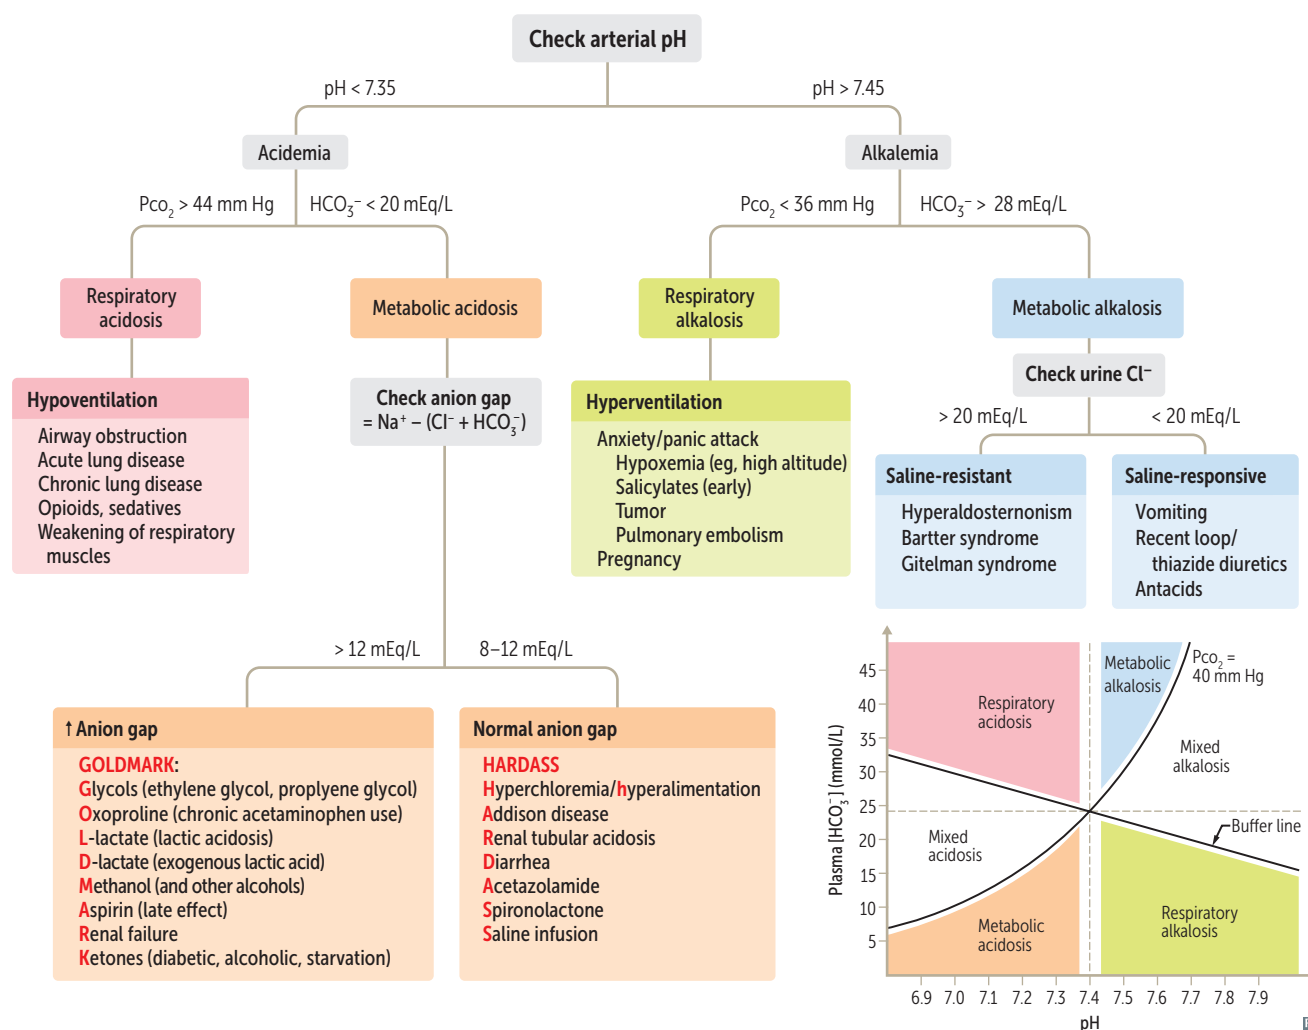 Check arterial pH
pH < 7.35
pH > 7.45
Acidemia
Alkalemia
Pco₂ > 44 mm Hg
HCO₃⁻ < 20 mEq/L
Pco₂ < 36 mm Hg
HCO₃⁻ > 28 mEq/L
Respiratory
acidosis
Metabolic acidosis
Respiratory
alkalosis
Metabolic alkalosis
Hypoventilation
Airway obstruction
Acute lung disease
Chronic lung disease
Opioids, sedatives
Weakening of respiratory
muscles
Check anion gap
= Na⁺ – (Cl⁻ + HCO₃⁻)
Hyperventilation
Anxiety/panic attack
Hypoxemia (eg, high altitude)
Salicylates (early)
Tumor
Pulmonary embolism
Pregnancy
Check urine Cl⁻
> 20 mEq/L
< 20 mEq/L
Saline-resistant
Hyperaldosternonism
Bartter syndrome
Gitelman syndrome
Saline-responsive
Vomiting
Recent loop/
thiazide diuretics
Antacids
> 12 mEq/L
8–12 mEq/L
↑ Anion gap
GOLDMARK:
Glycols (ethylene glycol, proplyene glycol)
Oxoproline (chronic acetaminophen use)
L-lactate (lactic acidosis)
D-lactate (exogenous lactic acid)
Methanol (and other alcohols)
Aspirin (late effect)
Renal failure
Ketones (diabetic, alcoholic, starvation)
Normal anion gap
HARDASS
Hyperchloremia/hyperalimentation
Addison disease
Renal tubular acidosis
Diarrhea
Acetazolamide
Spironolactone
Saline infusion
Plasma [HCO₃⁻] (mmol/L)
45
40
35
30
25
20
15
10
5
Respiratory
acidosis
Metabolic
alkalosis
Pco₂ =
40 mm Hg
Mixed
alkalosis
Buffer line
Mixed
acidosis
Metabolic
acidosis
Respiratory
alkalosis
6.9 7.0 7.1 7.2 7.3 7.4 7.5 7.6 7.7 7.8 7.9
pH